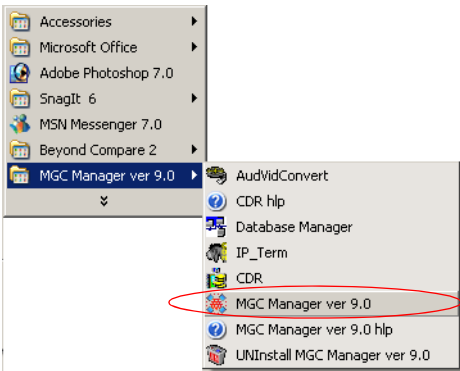 Accessories
Microsoft Office
Adobe Photoshop 7.0
SnagIt 6
MSN Messenger 7.0
Beyond Compare 2
MGC Manager ver 9.0
AudVidConvert
CDR hlp
Database Manager
IP_Term
CDR
MGC Manager ver 9.0
MGC Manager ver 9.0 hlp
UNInstall MGC Manager ver 9.0